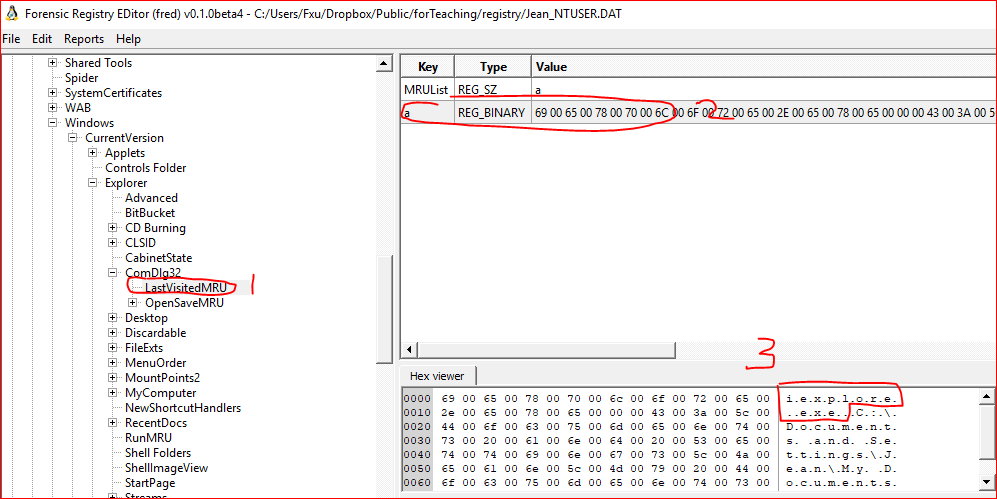 Forensic Registry EDitor (fred) v0.1.0beta4 - C:/Users/Fxu/Dropbox/Public/forTeaching/registry/Jean_NTUSER.DAT
File Edit Reports Help
Shared Tools
Spider
SystemCertificates
WAB
Windows
CurrentVersion
Applets
Controls Folder
Explorer
Advanced
BitBucket
CD Burning
CLSID
CabinetState
ComDlg32
LastVisitedMRU 1
OpenSaveMRU
Desktop
Discardable
FileExts
MenuOrder
MountPoints2
MyComputer
NewShortcutHandlers
RecentDocs
RunMRU
Shell Folders
ShellImageView
StartPage
Streams
Key Type Value
MRUList REG_SZ a
a REG_BINARY 69 00 65 00 78 00 70 00 6C 00 6F 00 72 00 65 00 2E 00 65 00 78 00 65 00 00 00 43 00 3A 00 5
2
3
Hex viewer
0000 69 00 65 00 78 00 70 00 6c 00 6f 00 72 00 65 00 i.e.x.p.l.o.r.e.
0010 2e 00 65 00 78 00 65 00 00 00 43 00 3a 00 5c 00 ..e.x.e...C.:.\.
0020 44 00 6f 00 63 00 75 00 6d 00 65 00 6e 00 74 00 D.o.c.u.m.e.n.t.
0030 73 00 20 00 61 00 6e 00 64 00 20 00 53 00 65 00 s. .a.n.d. .S.e.
0040 74 00 74 00 69 00 6e 00 67 00 73 00 5c 00 4a 00 t.t.i.n.g.s.\.J.
0050 65 00 61 00 6e 00 5c 00 4d 00 79 00 20 00 44 00 e.a.n.\.M.y. .D.
0060 6f 00 63 00 75 00 6d 00 65 00 6e 00 74 00 73 00 o.c.u.m.e.n.t.s.